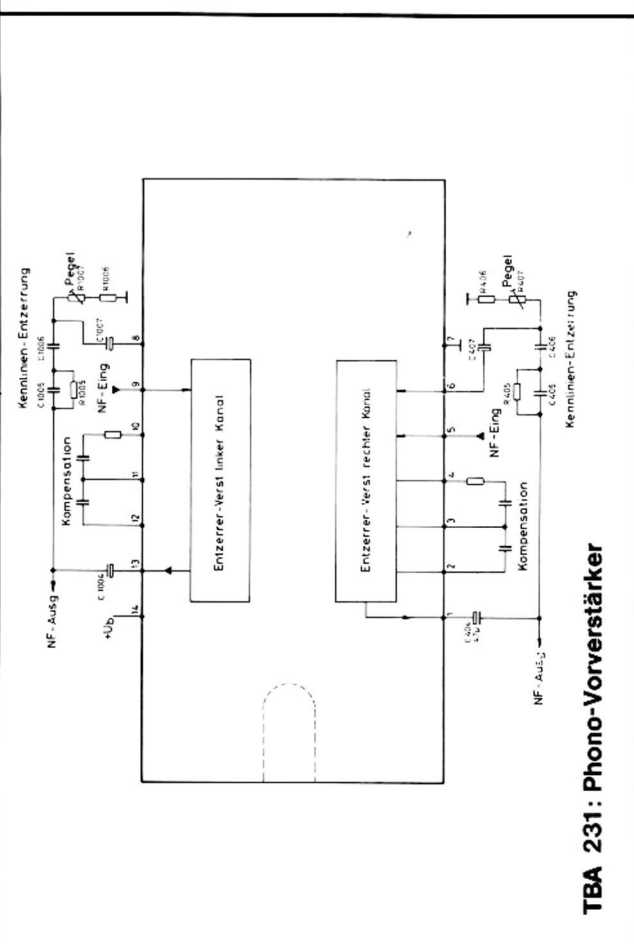 Kennlinien-Entzerrung
C1005
R1005
C1006
Pegel
R1007
R1006
C1007
NF-Eing
Kompensation
NF-Ausg
C1004
+Ub
14
13
12
11
10
9
8
Entzerrer-Verst linker Kanal
Entzerrer-Verst rechter Kanal
1
2
3
4
5
6
7
C404
NF-Ausg
Kompensation
NF-Eing
C407
R406
Pegel
R407
R405
C405
C406
Kennlinien-Entzerrung
TBA 231: Phono-Vorverstärker